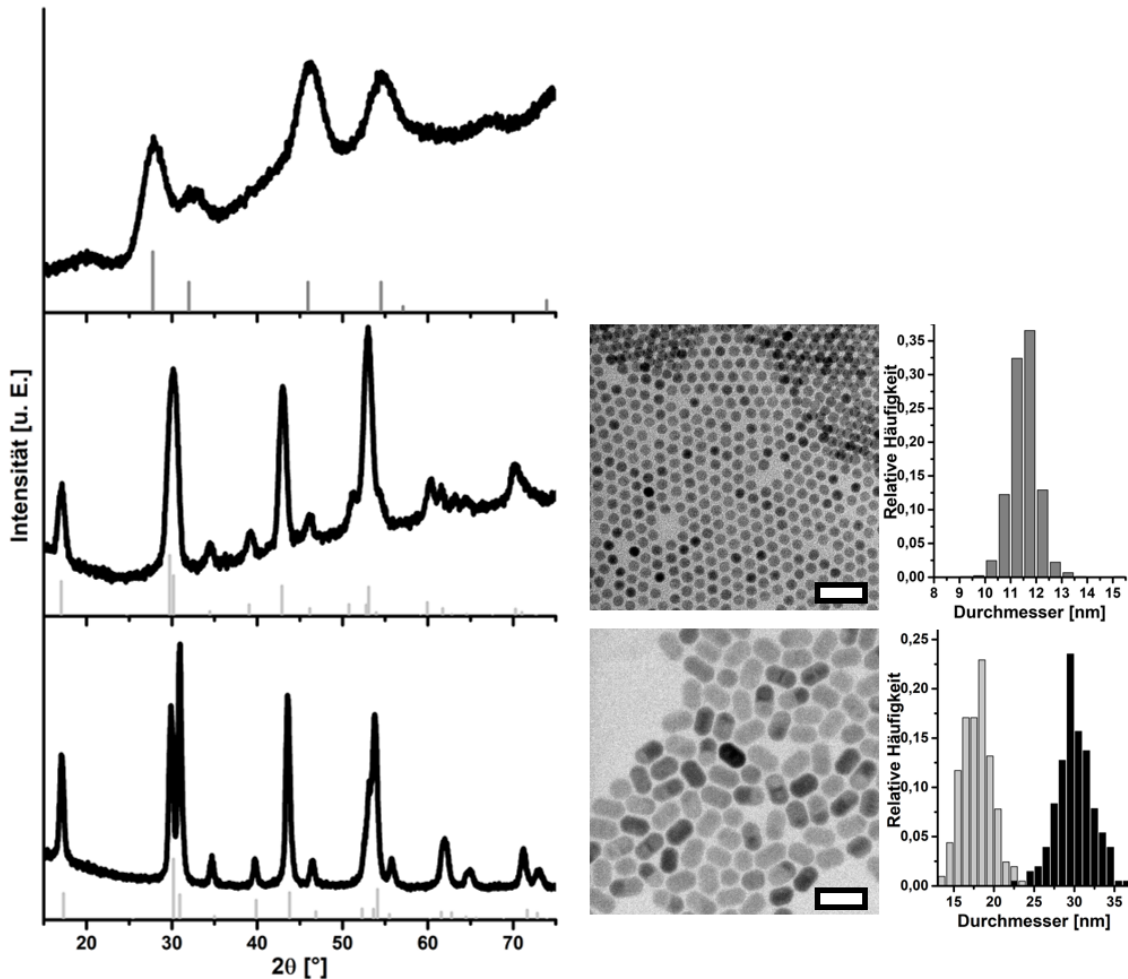 Intensität [u. E.]
20 30 40 50 60 70
2θ [°]
Relative Häufigkeit
0,35
0,30
0,25
0,20
0,15
0,10
0,05
0,00
8 9 10 11 12 13 14 15
Durchmesser [nm]
Relative Häufigkeit
0,25
0,20
0,15
0,10
0,05
0,00
15 20 25 30 35
Durchmesser [nm]